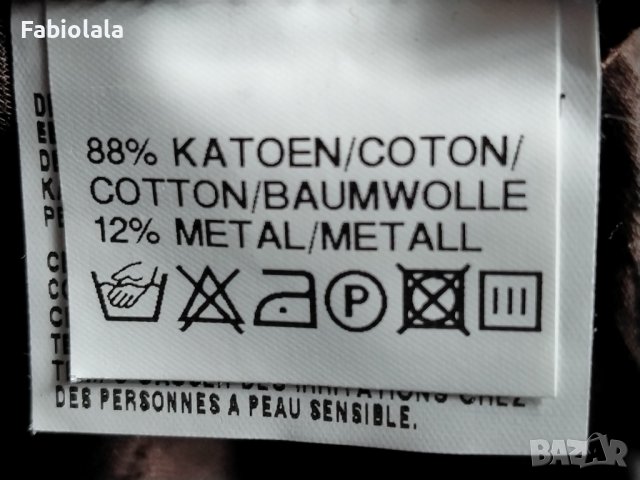 Fabiolala
88% KATOEN/COTON/
COTTON/BAUMWOLLE
12% METAL/METALL
P
DES PERSONNES A PEAU SENSIBLE.
BAZAR